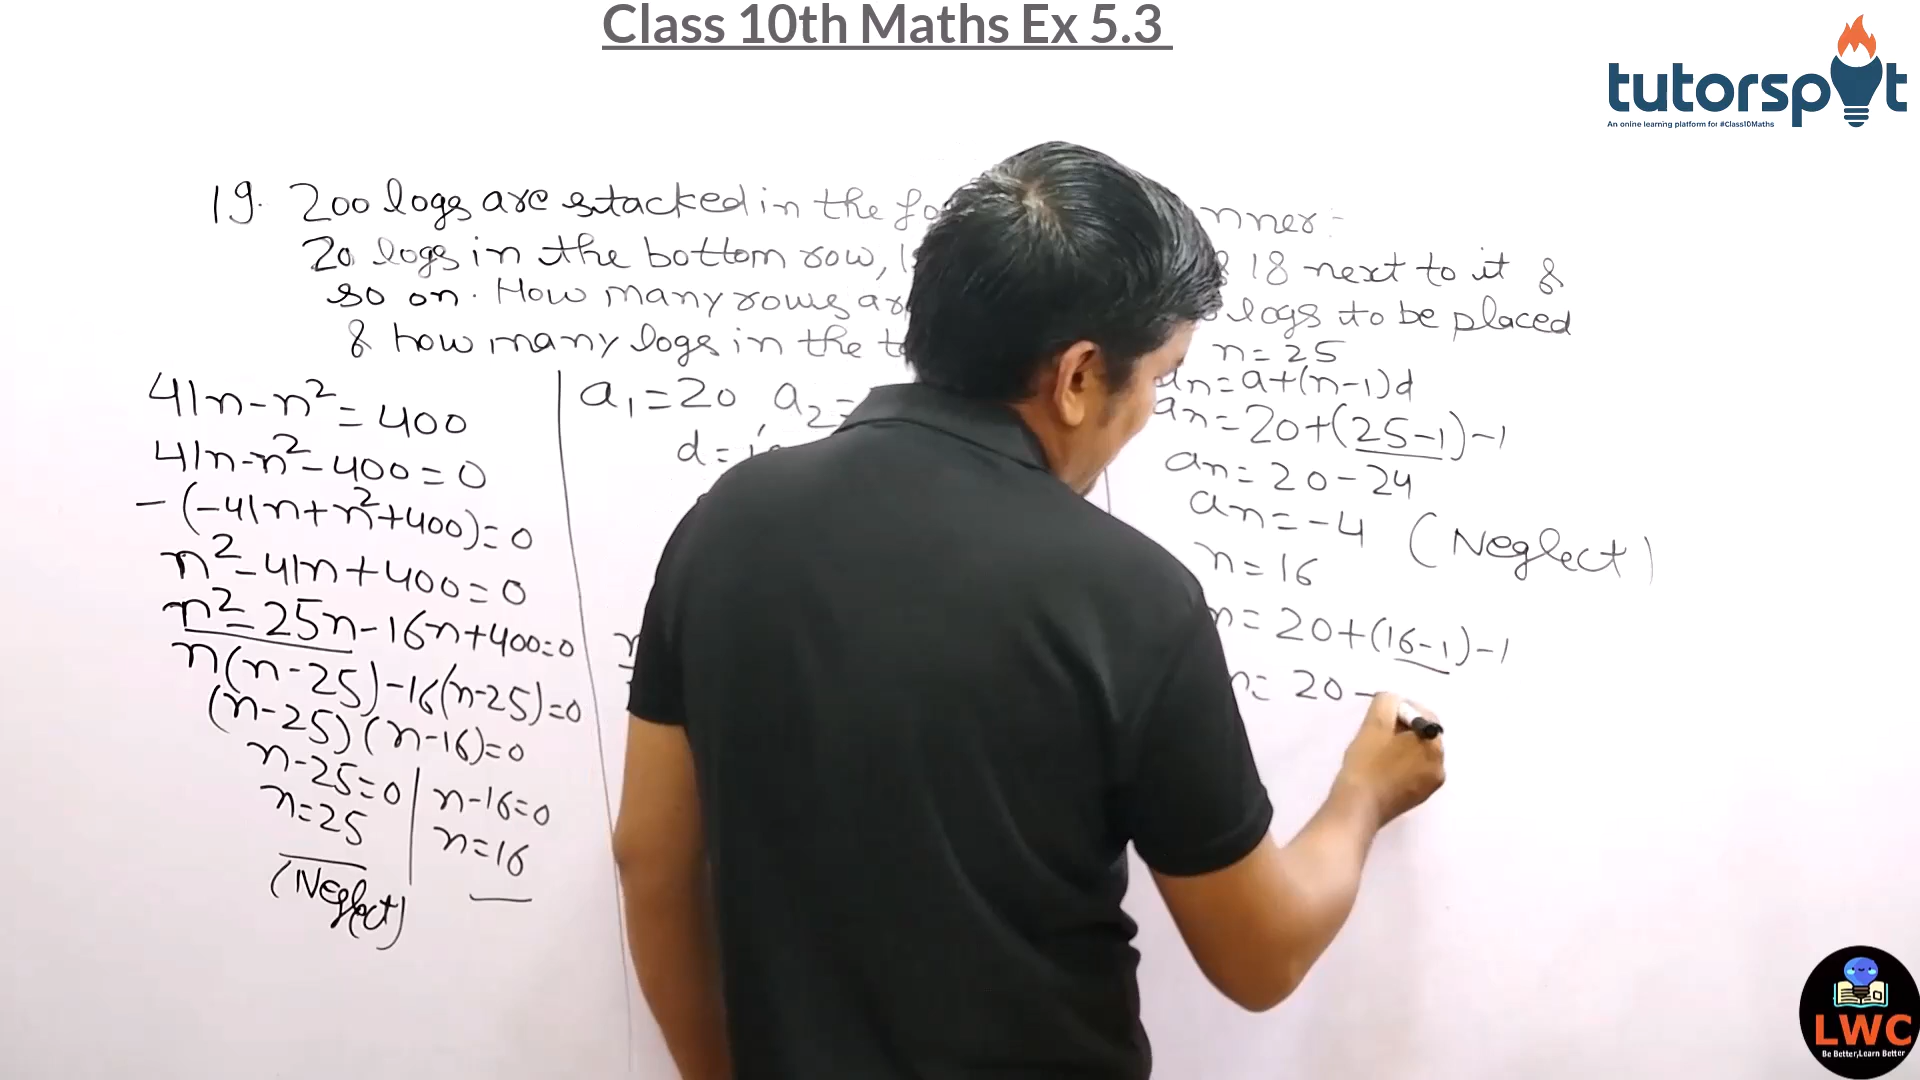 Class 10th Maths Ex 5.3
tutorspot
An online learning platform for #Class10Maths
19. 200 logs are stacked in the nner:-
20 logs in the bottom row, 18 next to it &
so on. How many rows logs to be placed
& how many logs in the
41n-n²=400
41n-n²-400=0
-(-41n+n²+400)=0
n²-41n+400=0
n²-25n-16n+400=0
n(n-25)-16(n-25)=0
(n-25)(n-16)=0
n-25=0 n-16=0
n=25 n=16
(Neglect)
a₁=20, a₂=
d=
n=25
an=a+(n-1)d
an=20+(25-1)-1
an=20-24
an=-4 (Neglect)
n=16
n=20+(16-1)-1
n=20-
LWC
Be Better,Learn Better